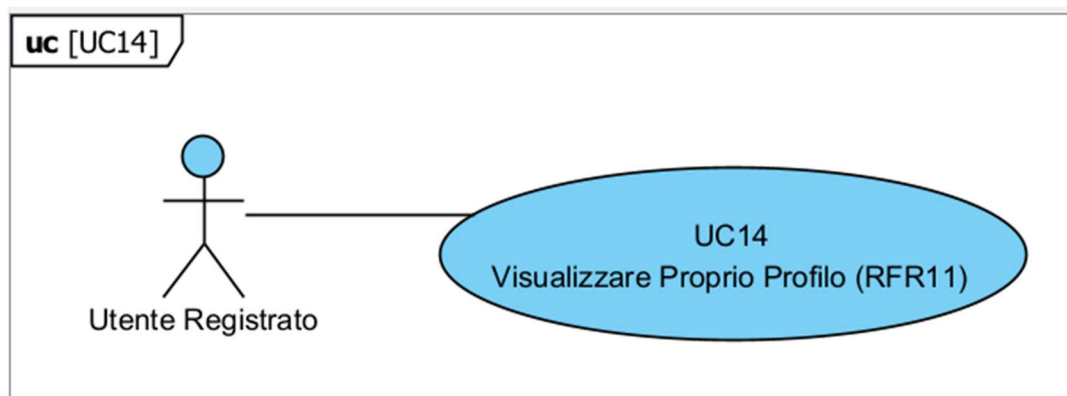 uc [UC14]
UC14
Visualizzare Proprio Profilo (RFR11)
Utente Registrato